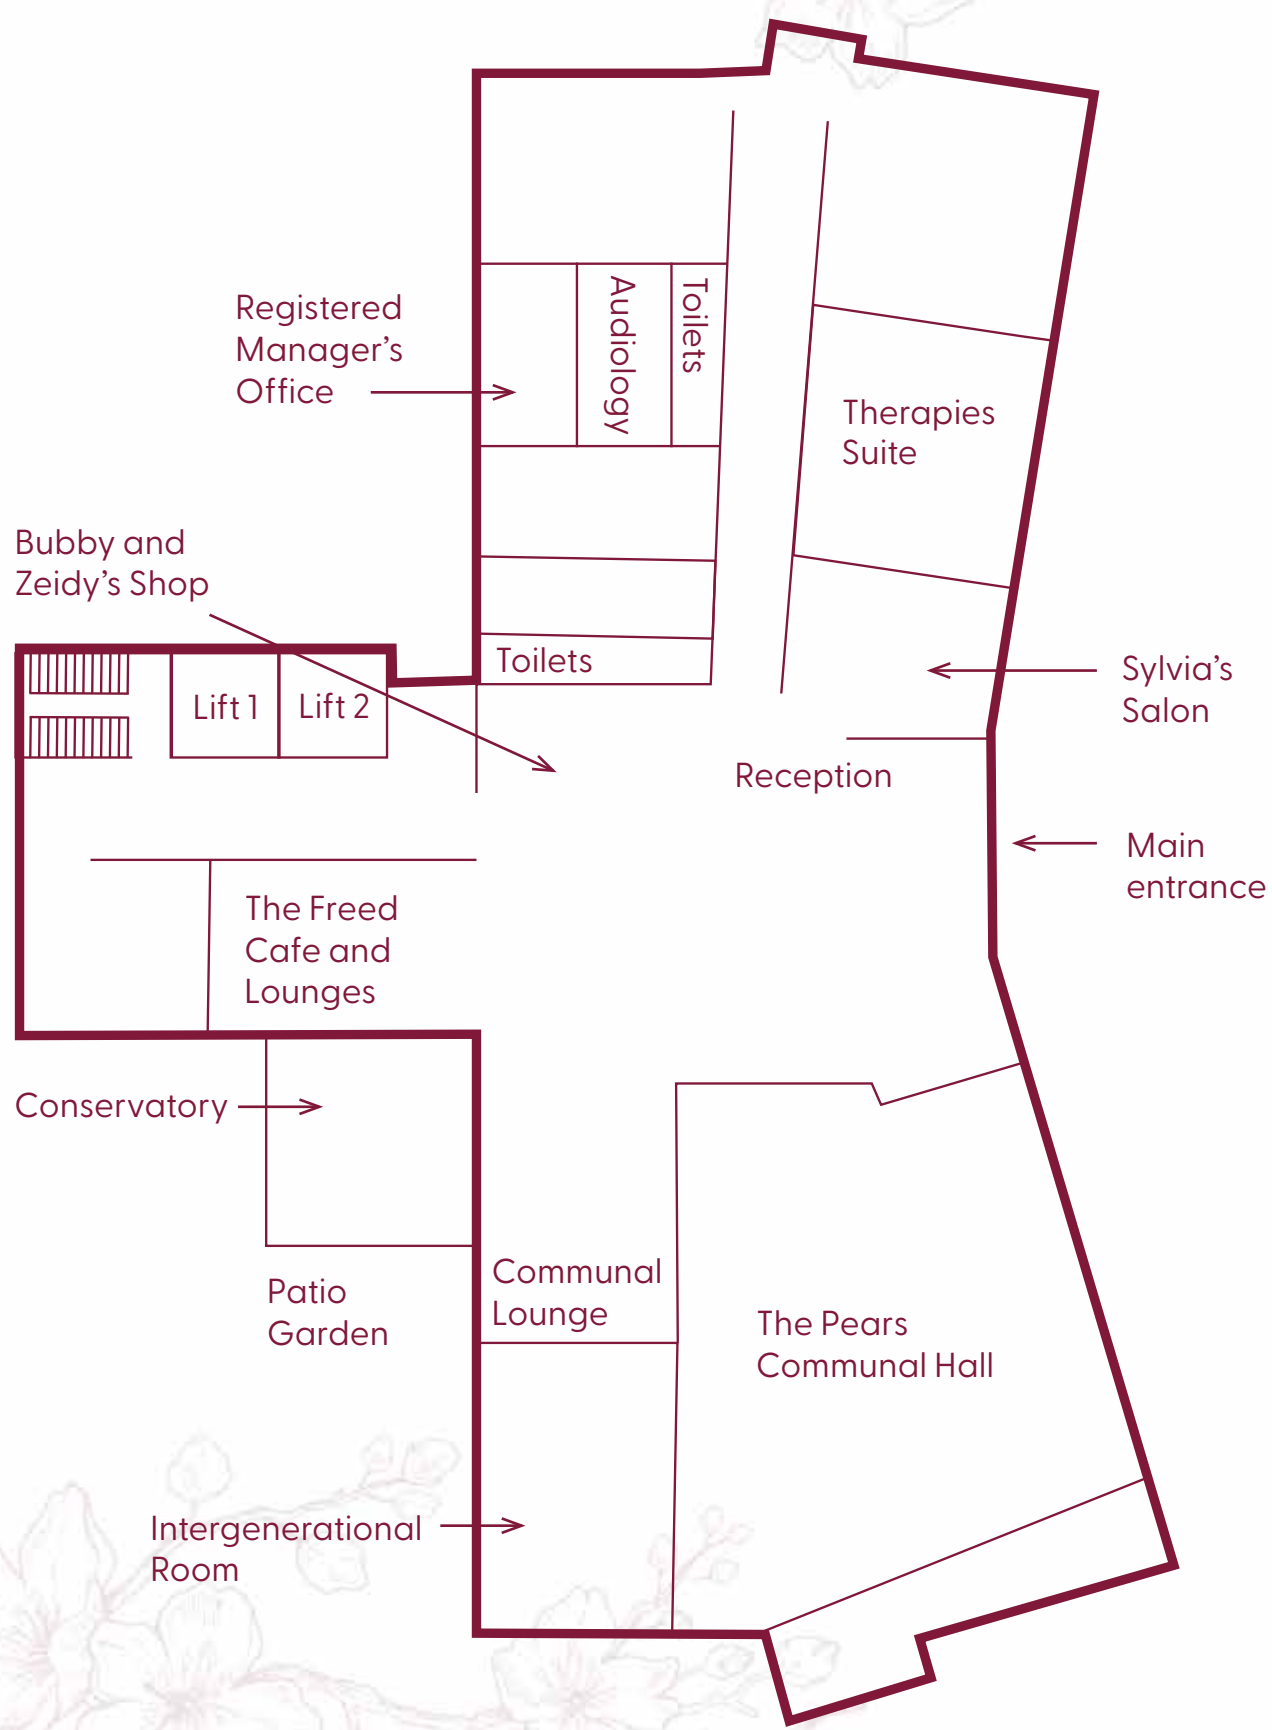 Registered
Manager’s
Office
Audiology
Toilets
Therapies
Suite
Bubby and
Zeidy’s Shop
Toilets
Lift 1
Lift 2
Sylvia’s
Salon
Reception
Main
entrance
The Freed
Cafe and
Lounges
Conservatory
Patio
Garden
Communal
Lounge
The Pears
Communal Hall
Intergenerational
Room